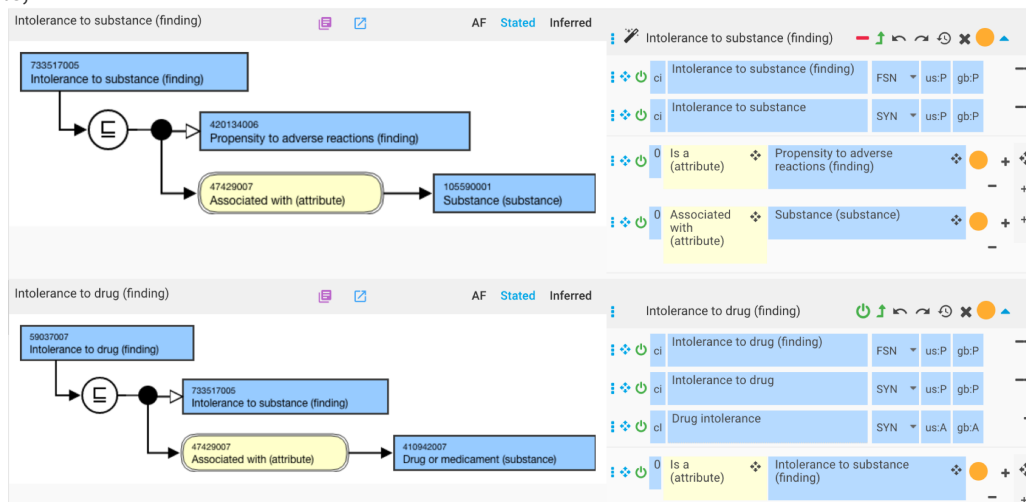 Intolerance to substance (finding)
AF Stated Inferred
733517005
Intolerance to substance (finding)
⊑
420134006
Propensity to adverse reactions (finding)
47429007
Associated with (attribute)
105590001
Substance (substance)
Intolerance to substance (finding)
ci Intolerance to substance (finding) FSN us:P gb:P
ci Intolerance to substance SYN us:P gb:P
0 Is a
(attribute)
Propensity to adverse
reactions (finding)
0 Associated
with
(attribute)
Substance (substance)
Intolerance to drug (finding)
AF Stated Inferred
59037007
Intolerance to drug (finding)
⊑
733517005
Intolerance to substance (finding)
47429007
Associated with (attribute)
410942007
Drug or medicament (substance)
Intolerance to drug (finding)
ci Intolerance to drug (finding) FSN us:P gb:P
ci Intolerance to drug SYN us:P gb:P
cl Drug intolerance SYN us:A gb:A
0 Is a
(attribute)
Intolerance to substance
(finding)